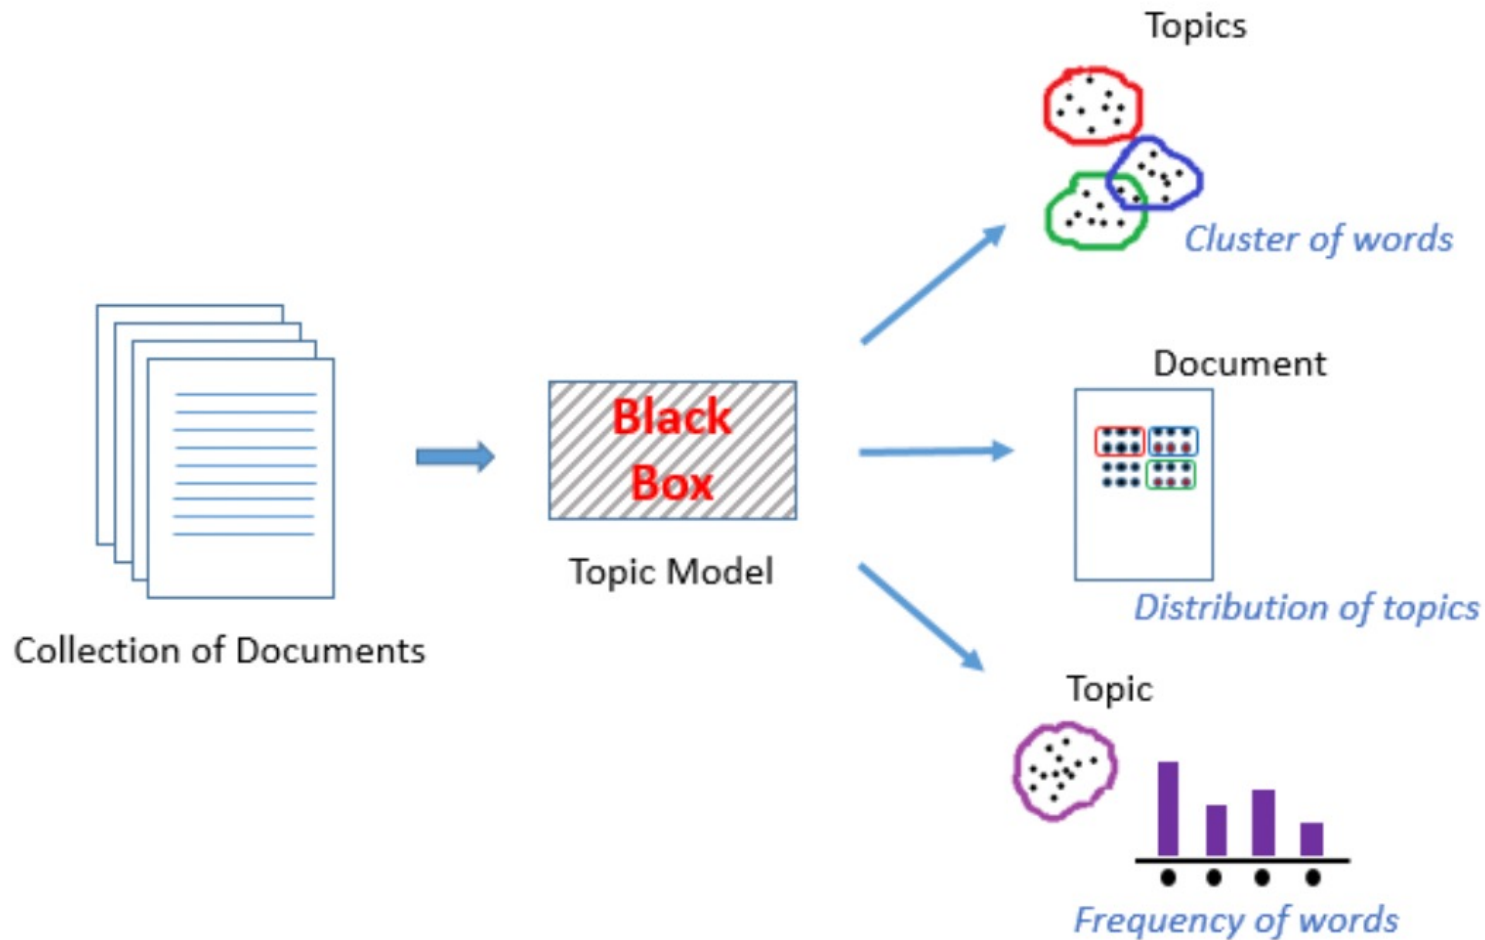 Topics
Cluster of words
Document
Distribution of topics
Black
Box
Topic Model
Collection of Documents
Topic
Frequency of words